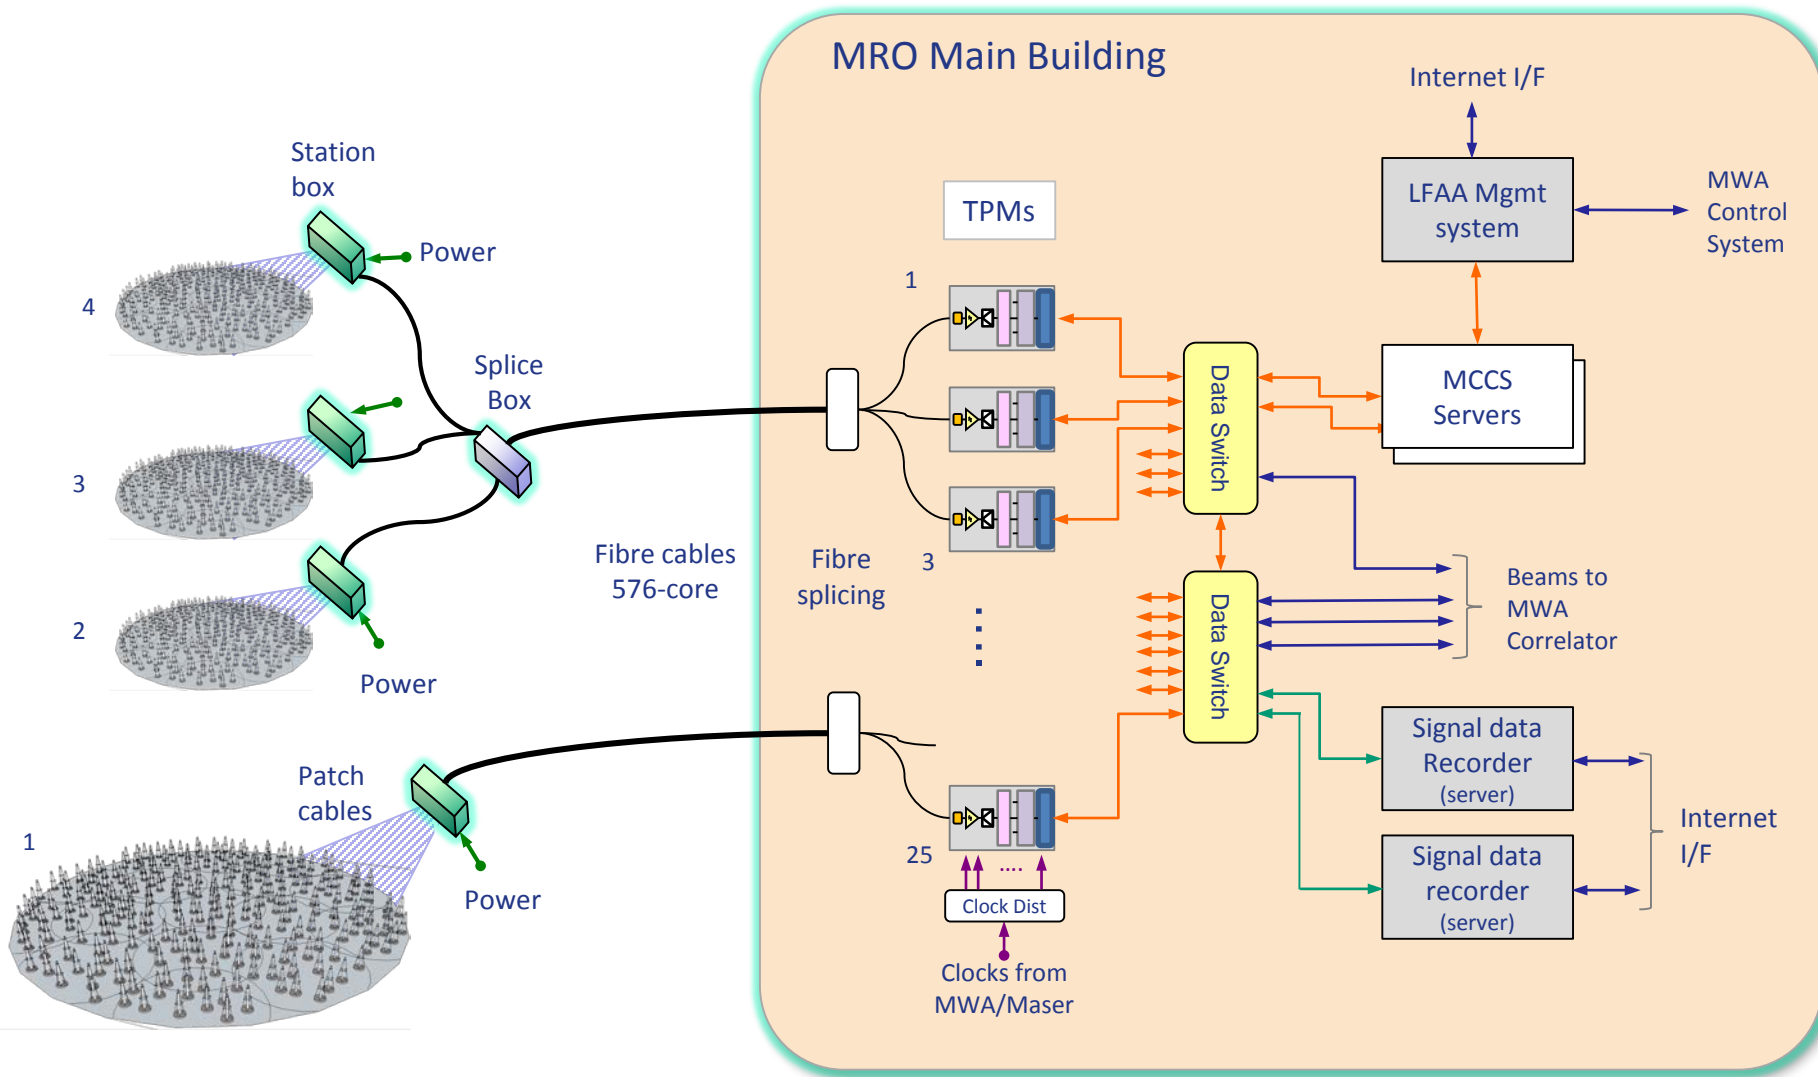 MRO Main Building
Internet I/F
Station
box
LFAA Mgmt
system
MWA
Control
System
TPMs
Power
1
4
Splice
Box
MCCS
Servers
Data Switch
3
Fibre cables
576-core
Fibre
splicing
3
Beams to
MWA
Correlator
2
Data Switch
Power
Patch
cables
Signal data
Recorder
(server)
1
Internet
I/F
25
....
Signal data
recorder
(server)
Power
Clock Dist
Clocks from
MWA/Maser